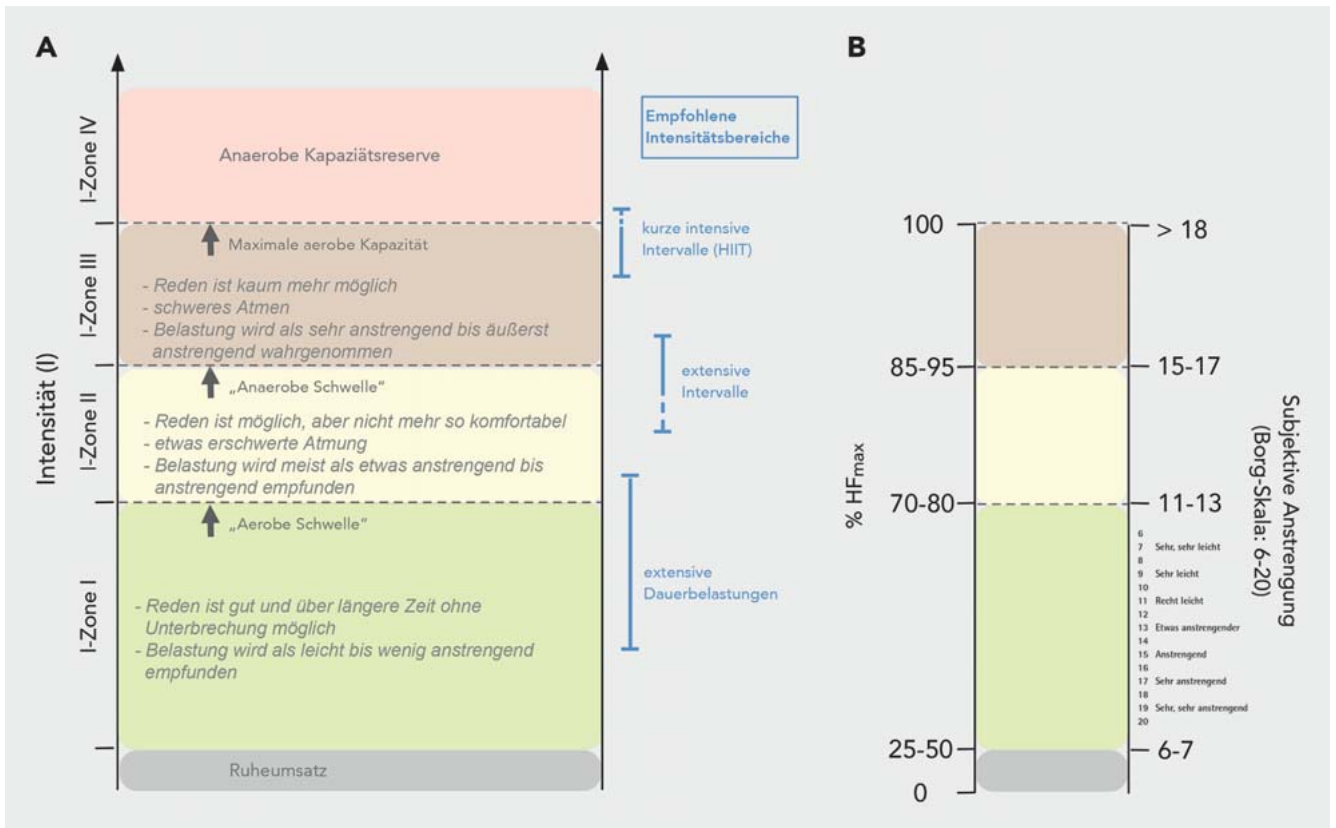 A
Intensität (I)
I-Zone IV
I-Zone III
I-Zone II
I-Zone I
Anaerobe Kapaziätsreserve
Maximale aerobe Kapazität
- Reden ist kaum mehr möglich
- schweres Atmen
- Belastung wird als sehr anstrengend bis äußerst
anstrengend wahrgenommen
„Anaerobe Schwelle“
- Reden ist möglich, aber nicht mehr so komfortabel
- etwas erschwerte Atmung
- Belastung wird meist als etwas anstrengend bis
anstrengend empfunden
„Aerobe Schwelle“
- Reden ist gut und über längere Zeit ohne
Unterbrechung möglich
- Belastung wird als leicht bis wenig anstrengend
empfunden
Ruheumsatz
Empfohlene
Intensitätsbereiche
kurze intensive
Intervalle (HIIT)
extensive
Intervalle
extensive
Dauerbelastungen
B
% HFmax
100
85-95
70-80
25-50
0
> 18
15-17
11-13
6
7 Sehr, sehr leicht
8
9 Sehr leicht
10
11 Recht leicht
12
13 Etwas anstrengender
14
15 Anstrengend
16
17 Sehr anstrengend
18
19 Sehr, sehr anstrengend
20
6-7
Subjektive Anstrengung
(Borg-Skala: 6-20)